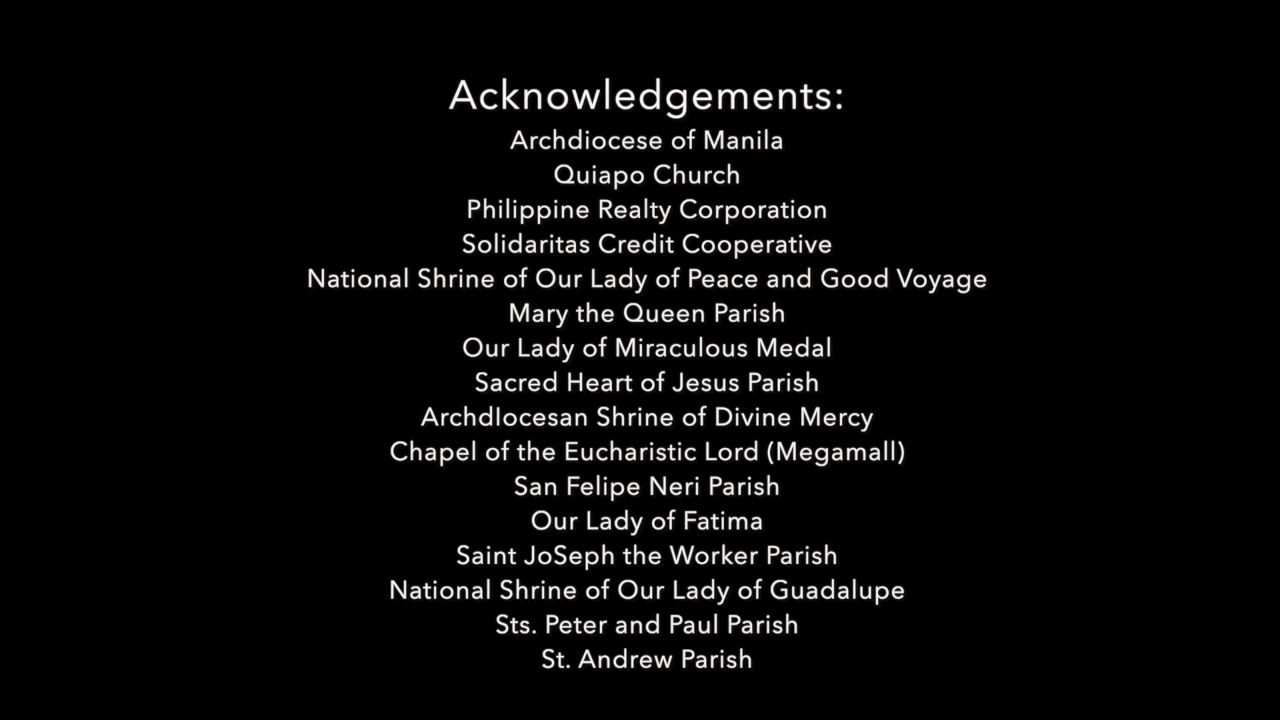 Acknowledgements:
Archdiocese of Manila
Quiapo Church
Philippine Realty Corporation
Solidaritas Credit Cooperative
National Shrine of Our Lady of Peace and Good Voyage
Mary the Queen Parish
Our Lady of Miraculous Medal
Sacred Heart of Jesus Parish
ArchdIocesan Shrine of Divine Mercy
Chapel of the Eucharistic Lord (Megamall)
San Felipe Neri Parish
Our Lady of Fatima
Saint JoSeph the Worker Parish
National Shrine of Our Lady of Guadalupe
Sts. Peter and Paul Parish
St. Andrew Parish